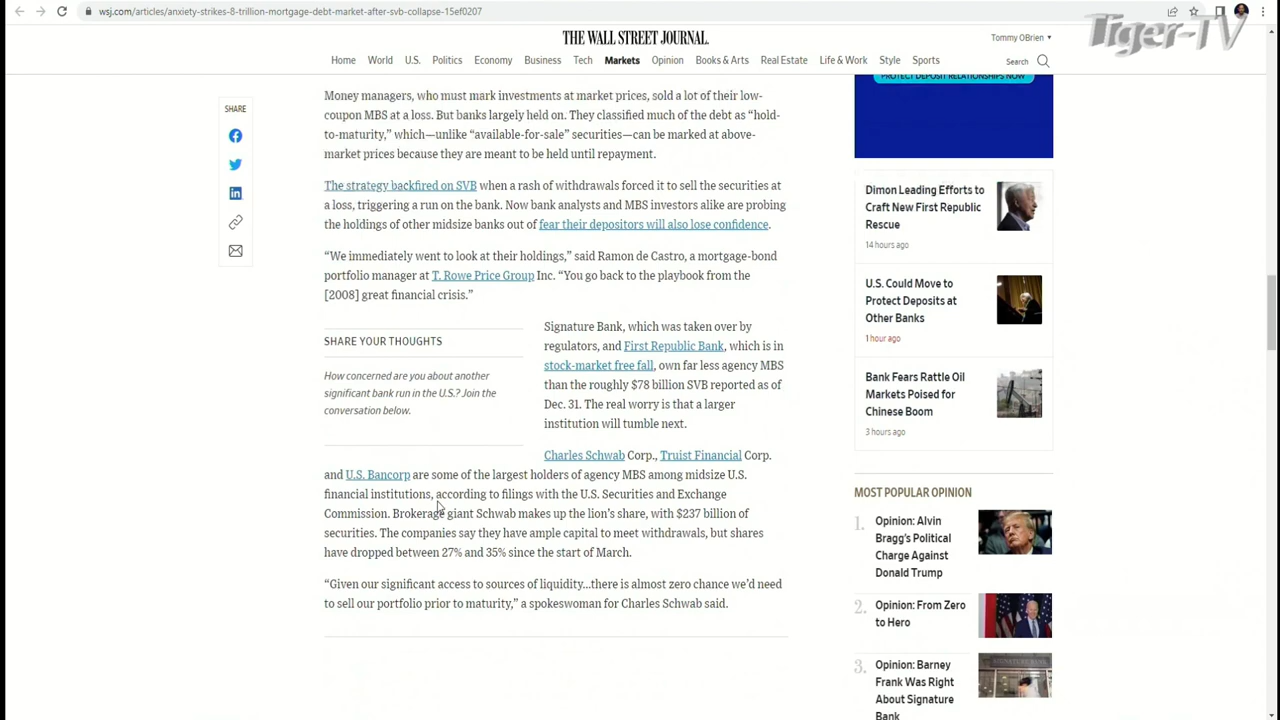 wsj.com/articles/anxiety-strikes-8-trillion-mortgage-debt-market-after-svb-collapse-15ef0207
Tiger-TV
THE WALL STREET JOURNAL.
Tommy OBrien
Home World U.S. Politics Economy Business Tech Markets Opinion Books & Arts Real Estate Life & Work Style Sports
Search
SHARE
Money managers, who must mark investments at market prices, sold a lot of their low-
coupon MBS at a loss. But banks largely held on. They classified much of the debt as “hold-
to-maturity,” which—unlike “available-for-sale” securities—can be marked at above-
market prices because they are meant to be held until repayment.
The strategy backfired on SVB when a rash of withdrawals forced it to sell the securities at
a loss, triggering a run on the bank. Now bank analysts and MBS investors alike are probing
the holdings of other midsize banks out of fear their depositors will also lose confidence.
“We immediately went to look at their holdings,” said Ramon de Castro, a mortgage-bond
portfolio manager at T. Rowe Price Group Inc. “You go back to the playbook from the
[2008] great financial crisis.”
SHARE YOUR THOUGHTS
How concerned are you about another
significant bank run in the U.S.? Join the
conversation below.
Signature Bank, which was taken over by
regulators, and First Republic Bank, which is in
stock-market free fall, own far less agency MBS
than the roughly $78 billion SVB reported as of
Dec. 31. The real worry is that a larger
institution will tumble next.
Charles Schwab Corp., Truist Financial Corp.
and U.S. Bancorp are some of the largest holders of agency MBS among midsize U.S.
financial institutions, according to filings with the U.S. Securities and Exchange
Commission. Brokerage giant Schwab makes up the lion’s share, with $237 billion of
securities. The companies say they have ample capital to meet withdrawals, but shares
have dropped between 27% and 35% since the start of March.
“Given our significant access to sources of liquidity...there is almost zero chance we’d need
to sell our portfolio prior to maturity,” a spokeswoman for Charles Schwab said.
PROTECT DEPOSIT RELATIONSHIPS NOW
Dimon Leading Efforts to
Craft New First Republic
Rescue
14 hours ago
U.S. Could Move to
Protect Deposits at
Other Banks
1 hour ago
Bank Fears Rattle Oil
Markets Poised for
Chinese Boom
3 hours ago
MOST POPULAR OPINION
1. Opinion: Alvin
Bragg’s Political
Charge Against
Donald Trump
2. Opinion: From Zero
to Hero
3. Opinion: Barney
Frank Was Right
About Signature
Bank